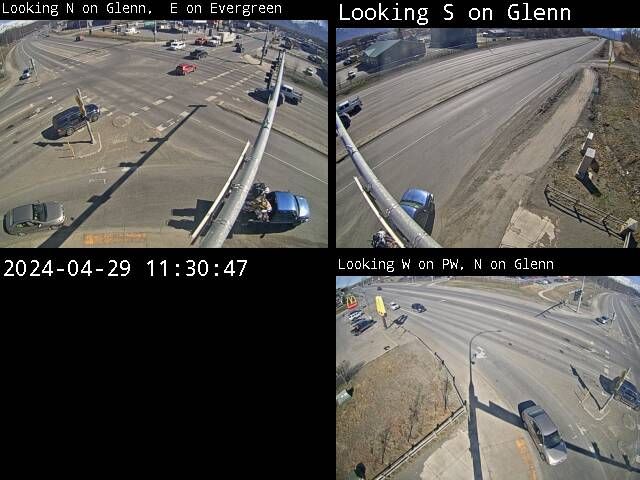 Looking N on Glenn,  E on Evergreen
Looking S on Glenn
2024-04-29 11:30:47
Looking W on PW, N on Glenn